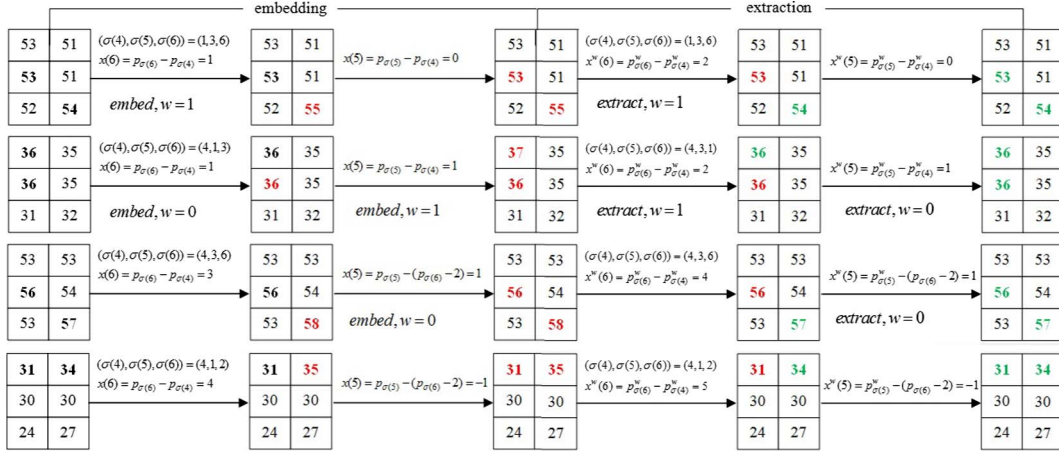 embedding extraction
53 51 (σ(4),σ(5),σ(6))=(1,3,6) 53 51 53 51 (σ(4),σ(5),σ(6))=(1,3,6) 53 51 53 51
x(6)=p_σ(6)−p_σ(4)=1 x(5)=p_σ(5)−p_σ(4)=0 x^w(6)=p^w_σ(6)−p^w_σ(4)=2 x^w(5)=p^w_σ(5)−p^w_σ(4)=0
53 51 53 51 53 51 53 51 53 51
52 54 embed,w=1 52 55 52 55 extract,w=1 52 54 52 54
36 35 (σ(4),σ(5),σ(6))=(4,1,3) 36 35 37 35 (σ(4),σ(5),σ(6))=(4,3,1) 36 35 36 35
x(6)=p_σ(6)−p_σ(4)=1 x(5)=p_σ(5)−p_σ(4)=1 x^w(6)=p^w_σ(6)−p^w_σ(4)=2 x^w(5)=p^w_σ(5)−p^w_σ(4)=1
36 35 36 35 36 35 36 35 36 35
31 32 embed,w=0 31 32 embed,w=1 31 32 extract,w=1 31 32 extract,w=0 31 32
53 53 (σ(4),σ(5),σ(6))=(4,3,6) 53 53 53 53 (σ(4),σ(5),σ(6))=(4,3,6) 53 53 53 53
x(6)=p_σ(6)−p_σ(4)=3 x(5)=p_σ(5)−(p_σ(6)−2)=1 x^w(6)=p^w_σ(6)−p^w_σ(4)=4 x^w(5)=p^w_σ(5)−(p_σ(6)−2)=1
56 54 56 54 56 54 56 54 56 54
53 57 53 58 embed,w=0 53 58 53 57 extract,w=0 53 57
31 34 (σ(4),σ(5),σ(6))=(4,1,2) 31 35 31 35 (σ(4),σ(5),σ(6))=(4,1,2) 31 34 31 34
x(6)=p_σ(6)−p_σ(4)=4 x(5)=p_σ(5)−(p_σ(6)−2)=−1 x^w(6)=p^w_σ(6)−p^w_σ(4)=5 x^w(5)=p^w_σ(5)−(p_σ(6)−2)=−1
30 30 30 30 30 30 30 30 30 30
24 27 24 27 24 27 24 27 24 27